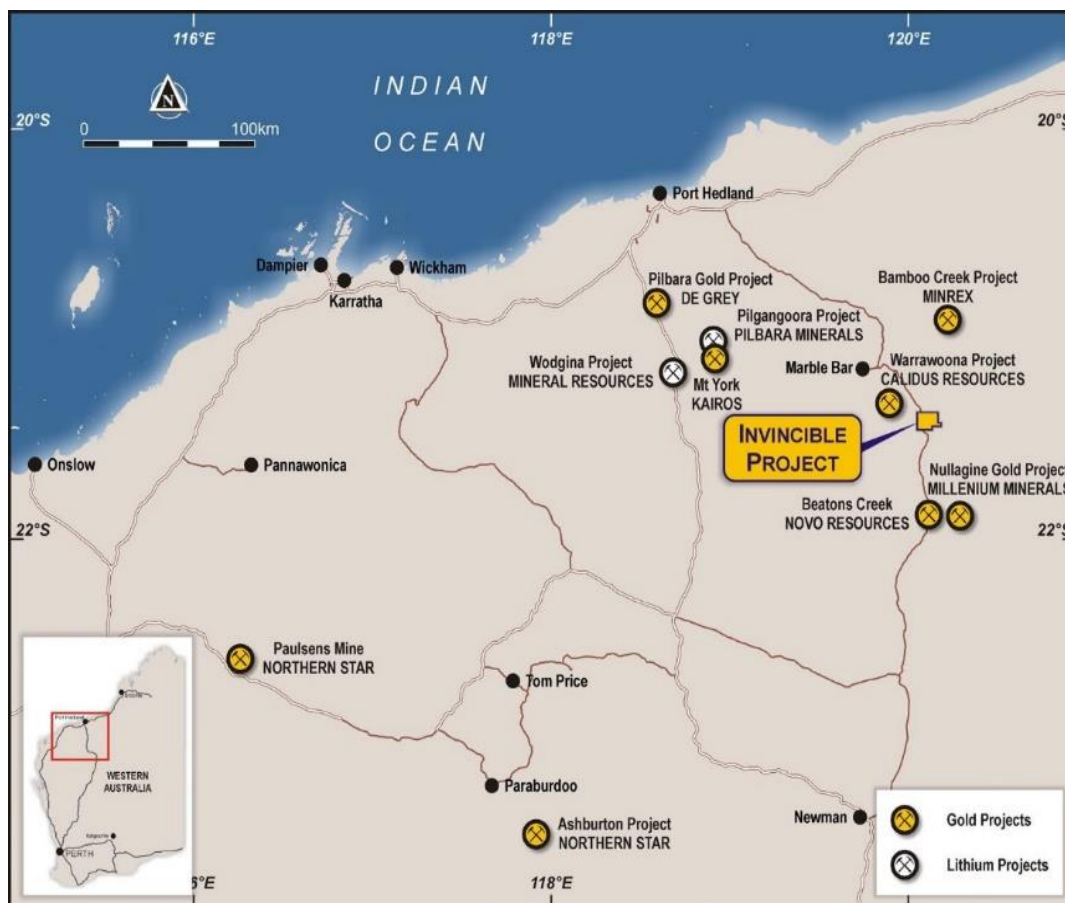 116°E
118°E
120°E
INDIAN
OCEAN
N
0
100km
20°S
20°S
Port Hedland
Dampier
Wickham
Karratha
Pilbara Gold Project
DE GREY
Bamboo Creek Project
MINREX
Pilgangoora Project
PILBARA MINERALS
Wodgina Project
MINERAL RESOURCES
Mt York
KAIROS
Marble Bar
Warrawoona Project
CALIDUS RESOURCES
INVINCIBLE
PROJECT
Onslow
Pannawonica
Nullagine Gold Project
MILLENIUM MINERALS
Beatons Creek
NOVO RESOURCES
22°S
22°S
Paulsens Mine
NORTHERN STAR
Tom Price
Paraburdoo
Ashburton Project
NORTHERN STAR
Newman
WESTERN
AUSTRALIA
PERTH
Gold Projects
Lithium Projects
118°E